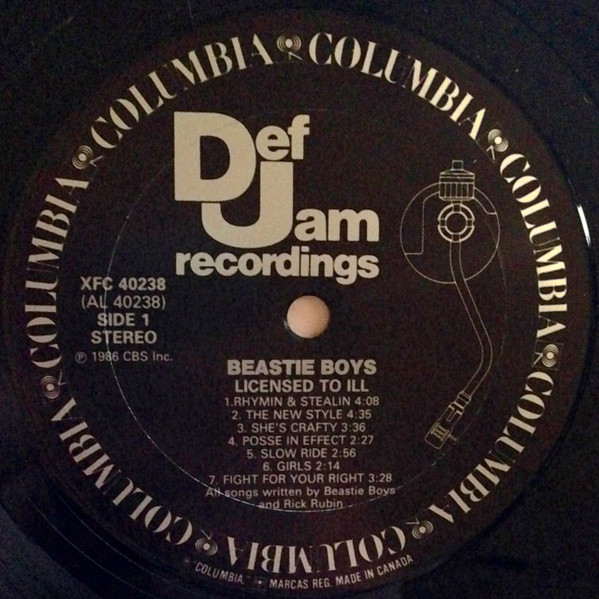 COLUMBIA COLUMBIA COLUMBIA COLUMBIA COLUMBIA COLUMBIA COLUMBIA COLUMBIA
Def
Jam
recordings
XFC 40238
(AL 40238)
SIDE 1
STEREO
℗ 1986 CBS Inc.
BEASTIE BOYS
LICENSED TO ILL
1.RHYMIN & STEALIN 4:08
2. THE NEW STYLE 4:35
3. SHE'S CRAFTY 3:36
4. POSSE IN EFFECT 2:27
5. SLOW RIDE 2:56
6. GIRLS 2:14
7. FIGHT FOR YOUR RIGHT 3:28
All songs written by Beastie Boys
and Rick Rubin
"COLUMBIA," • MARCAS REG. MADE IN CANADA